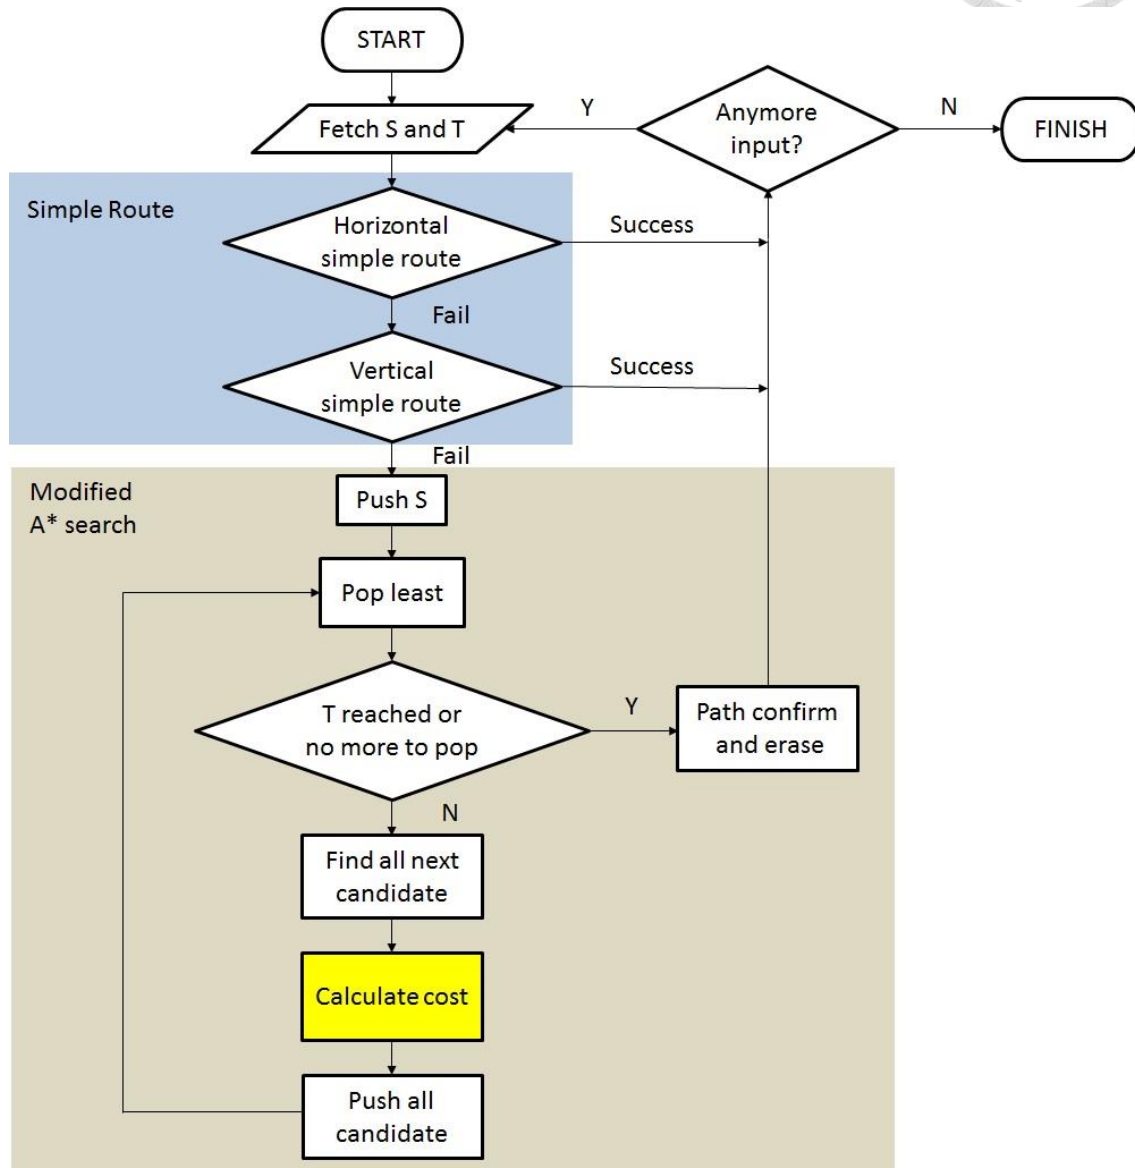 START
Fetch S and T
Y
Anymore
input?
N
FINISH
Simple Route
Horizontal
simple route
Success
Fail
Vertical
simple route
Success
Fail
Modified
A* search
Push S
Pop least
T reached or
no more to pop
Y
Path confirm
and erase
N
Find all next
candidate
Calculate cost
Push all
candidate